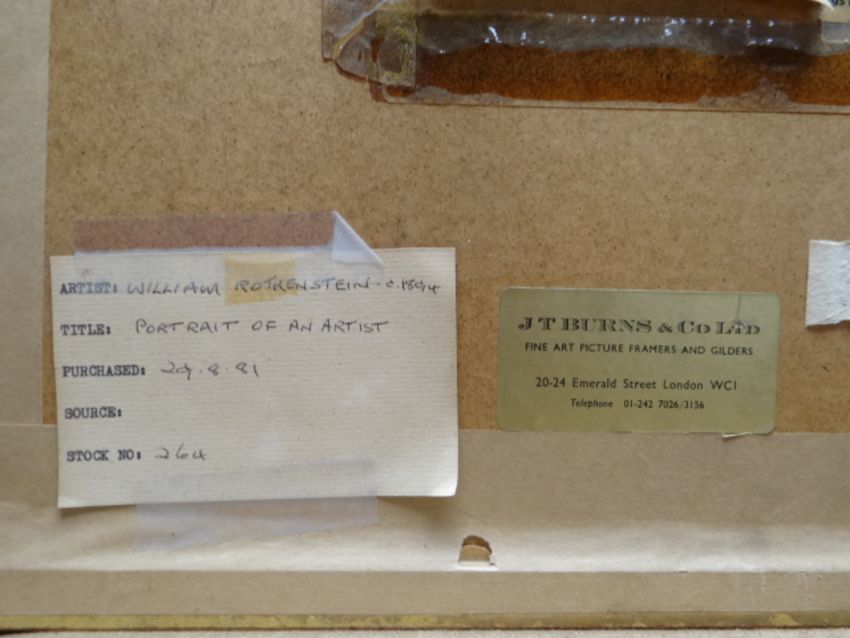 ARTIST: WILLIAM ROTHENSTEIN - c.1894
TITLE: PORTRAIT OF AN ARTIST
PURCHASED: 29.8.81
SOURCE:
STOCK NO: 264
J T BURNS & Co LTD
FINE ART PICTURE FRAMERS AND GILDERS
20-24 Emerald Street London WC1
Telephone 01-242 7026/3156